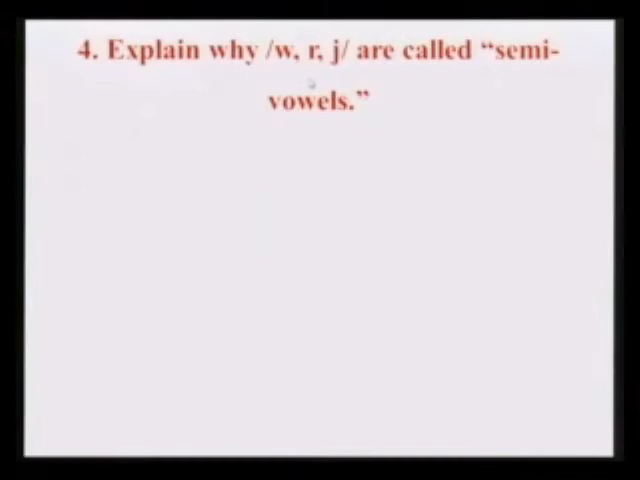 4. Explain why /w, r, j/ are called “semi-
vowels.”